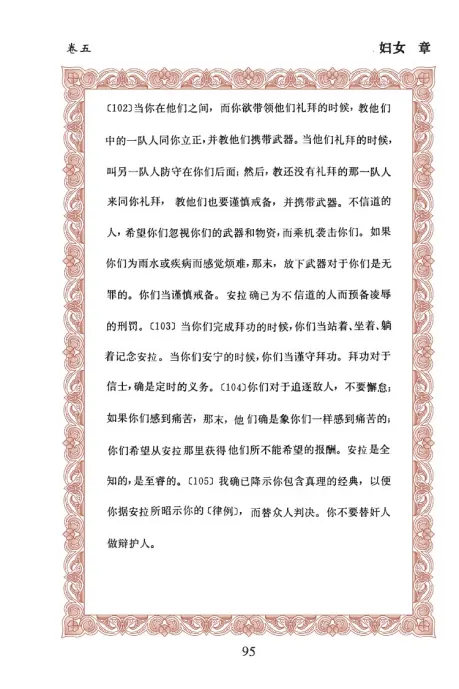 卷五
妇女 章
〔102〕当你在他们之间，而你欲带领他们礼拜的时候，教他们
中的一队人同你立正，并教他们携带武器。当他们礼拜的时候，
叫另一队人防守在你们后面；然后，教还没有礼拜的那一队人
来同你礼拜，教他们也要谨慎戒备，并携带武器。不信道的
人，希望你们忽视你们的武器和物资，而乘机袭击你们。如果
你们为雨水或疾病而感觉烦难，那末，放下武器对于你们是无
罪的。你们当谨慎戒备。安拉确已为不信道的人而预备凌辱
的刑罚。〔103〕当你们完成拜功的时候，你们当站着、坐着、躺
着记念安拉。当你们安宁的时候，你们当谨守拜功。拜功对于
信士，确是定时的义务。〔104〕你们对于追逐敌人，不要懈怠；
如果你们感到痛苦，那末，他们确是象你们一样感到痛苦的；
你们希望从安拉那里获得他们所不能希望的报酬。安拉是全
知的，是至睿的。〔105〕我确已降示你包含真理的经典，以便
你据安拉所昭示你的〔律例〕，而替众人判决。你不要替奸人
做辩护人。
95